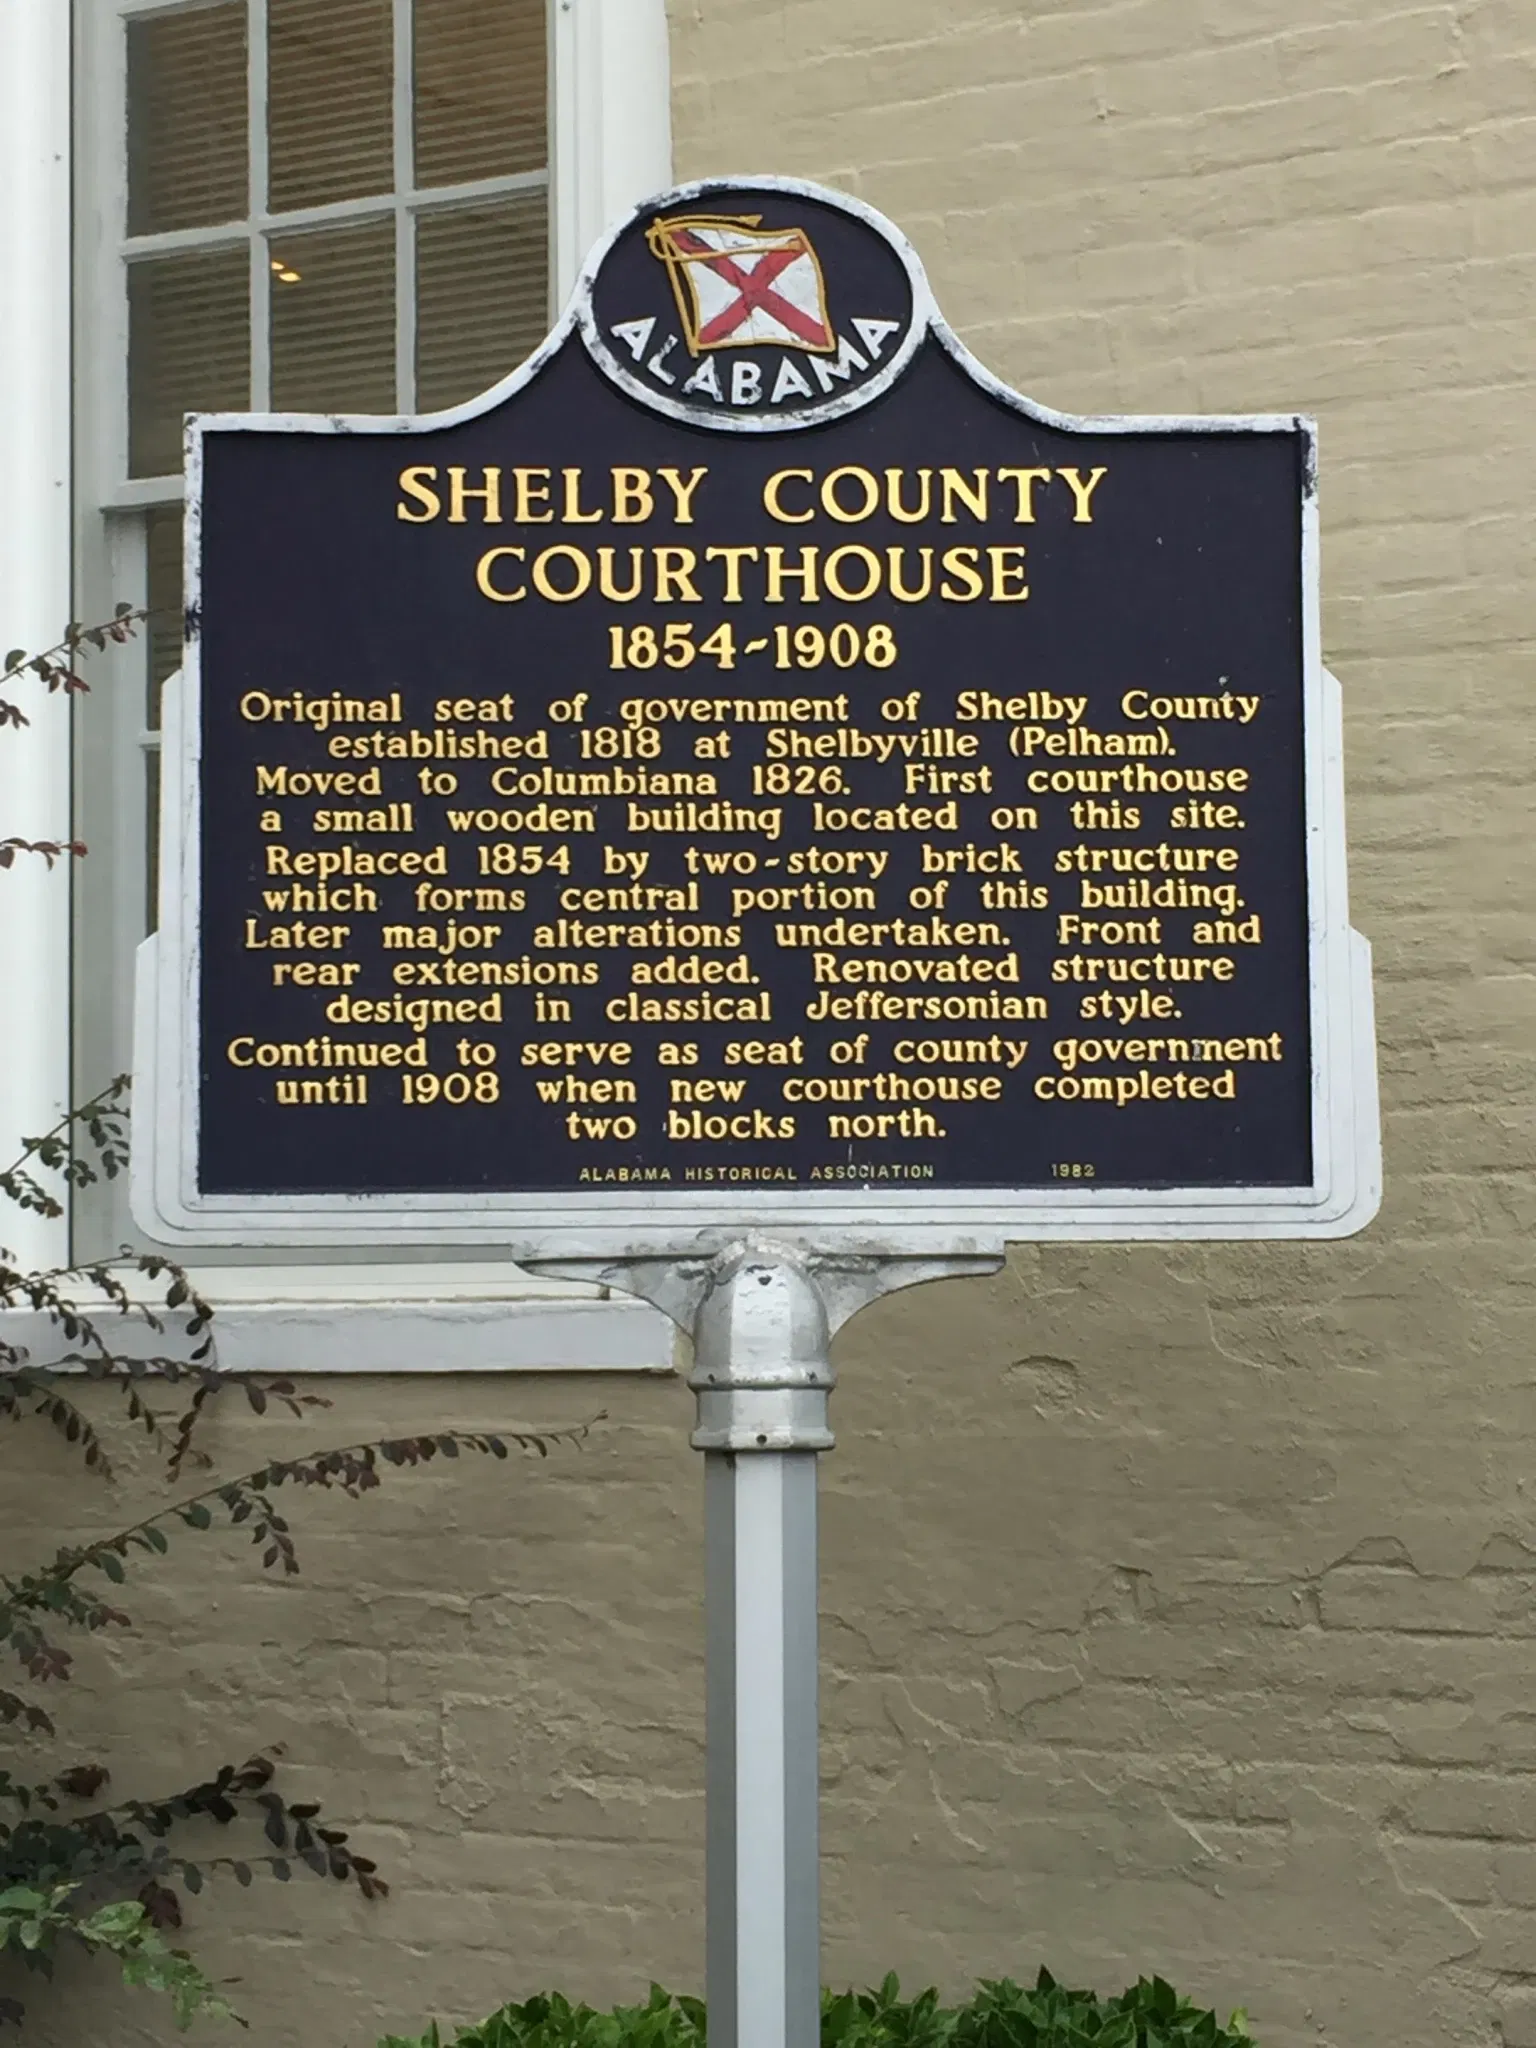 ALABAMA
SHELBY COUNTY
COURTHOUSE
1854-1908
Original seat of government of Shelby County
established 1818 at Shelbyville (Pelham).
Moved to Columbiana 1826. First courthouse
a small wooden building located on this site.
Replaced 1854 by two-story brick structure
which forms central portion of this building.
Later major alterations undertaken. Front and
rear extensions added. Renovated structure
designed in classical Jeffersonian style.
Continued to serve as seat of county government
until 1908 when new courthouse completed
two blocks north.
ALABAMA HISTORICAL ASSOCIATION 1982